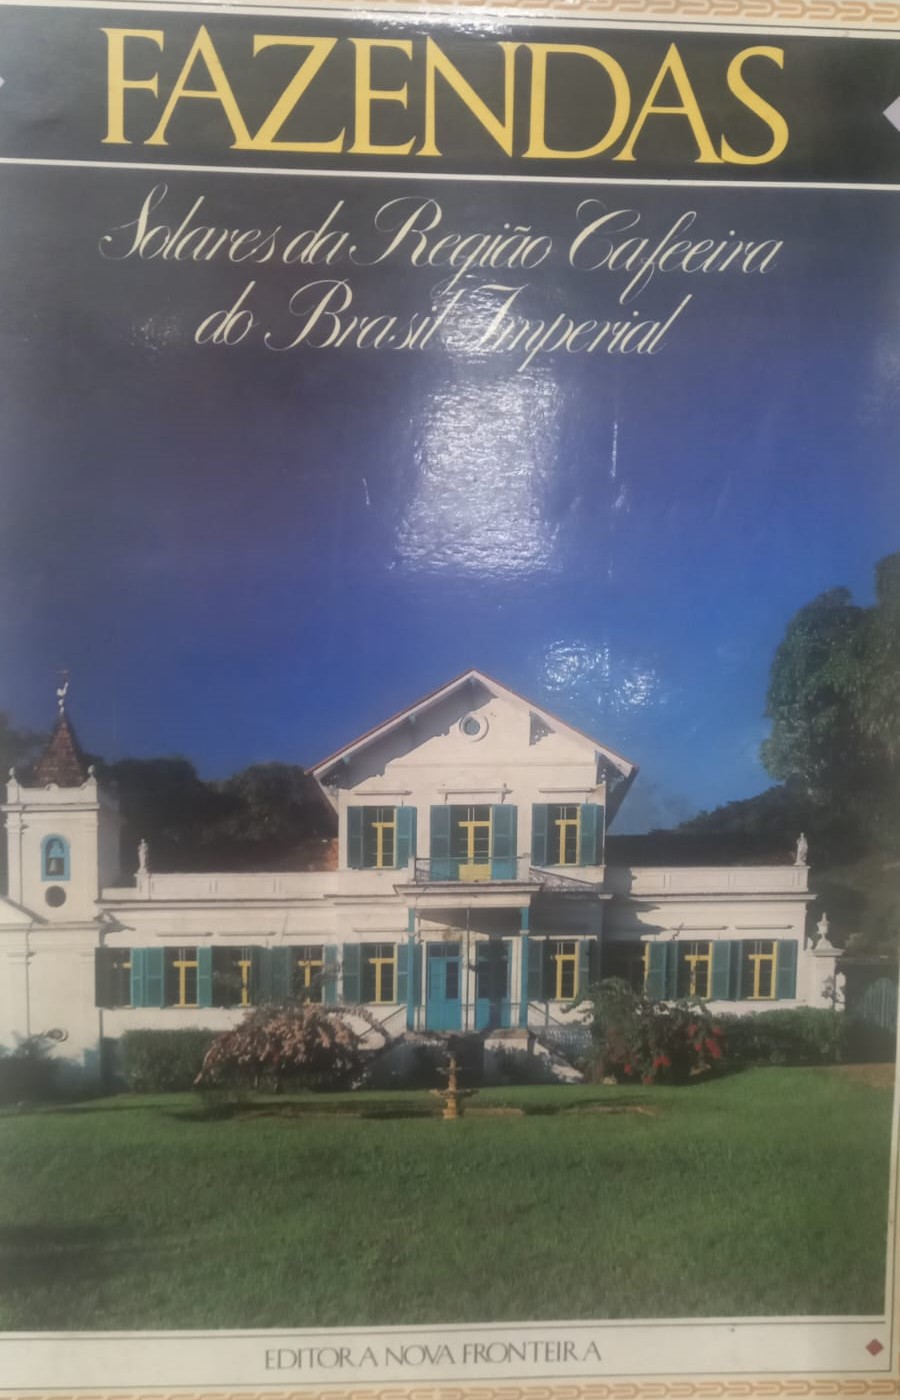 FAZENDAS
Solares da Região Cafeeira
do Brasil Imperial
EDITORA NOVA FRONTEIRA